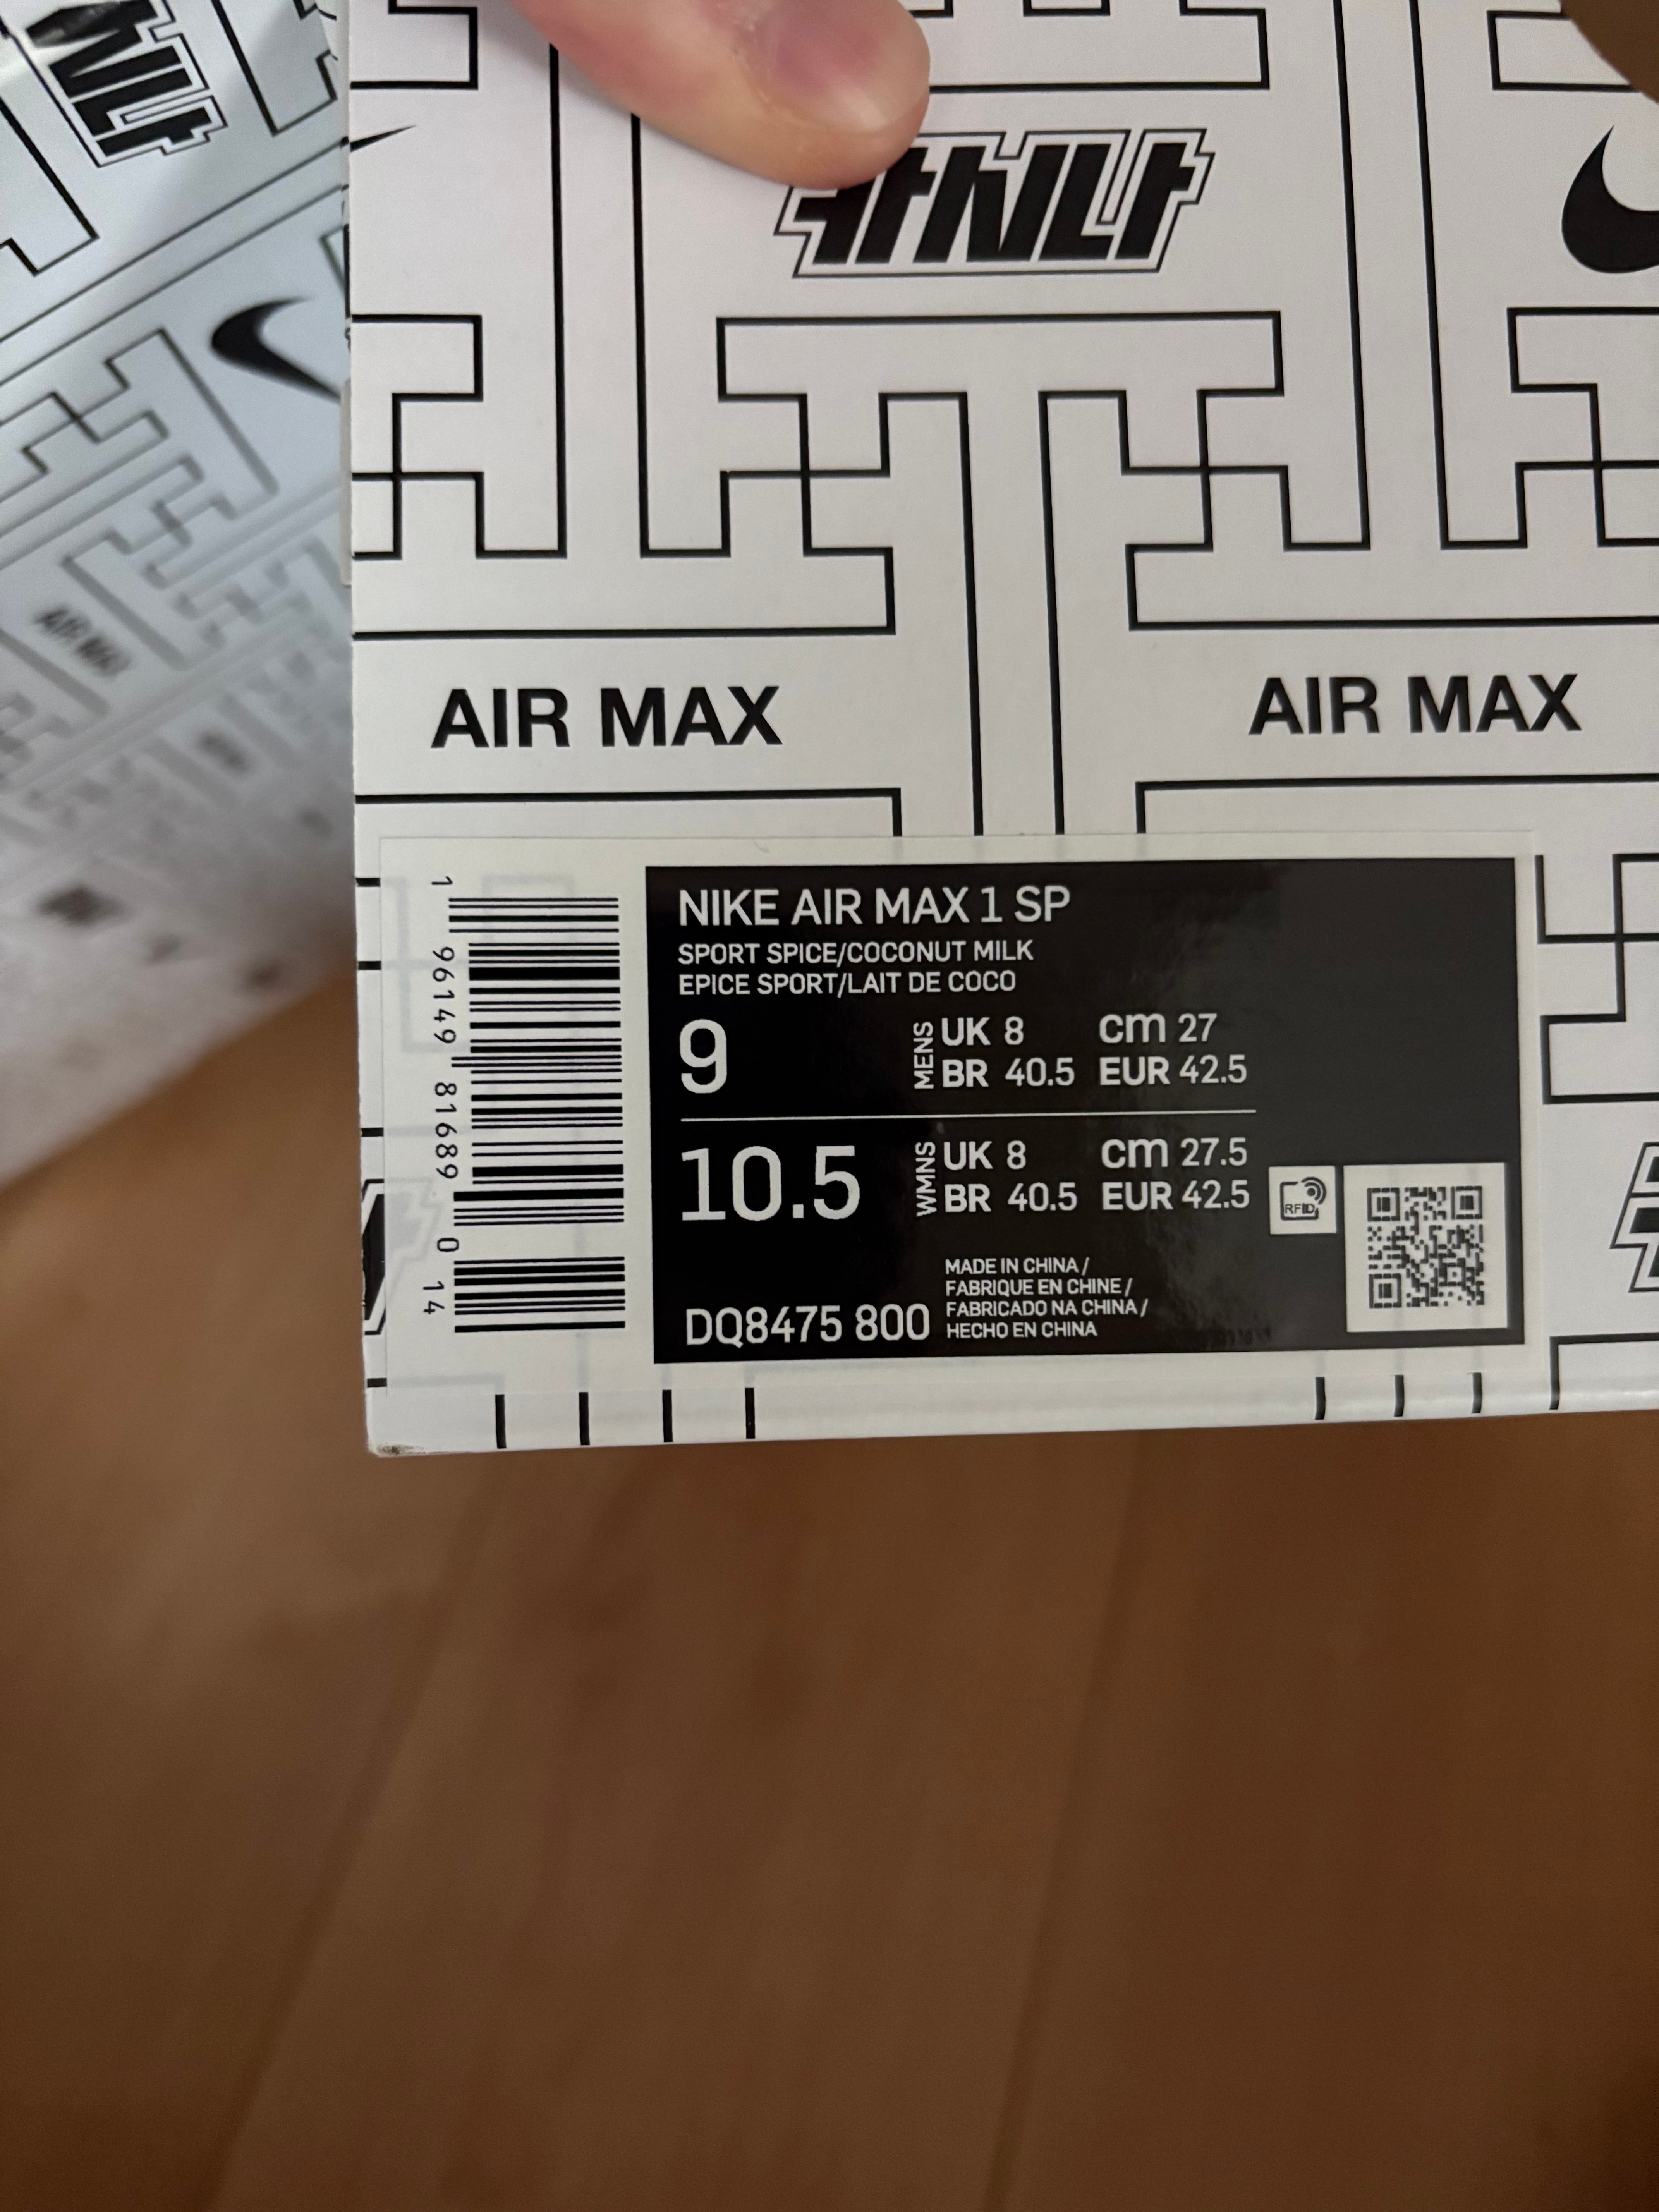 AIR MAX
AIR MAX
AIR MAX
NIKE AIR MAX 1 SP
SPORT SPICE/COCONUT MILK
EPICE SPORT/LAIT DE COCO
9
MENS
UK 8 cm 27
BR 40.5 EUR 42.5
10.5
WMNS
UK 8 cm 27.5
BR 40.5 EUR 42.5
RFID
MADE IN CHINA /
FABRIQUE EN CHINE /
FABRICADO NA CHINA /
HECHO EN CHINA
DQ8475 800
1 96149 81689 0 14